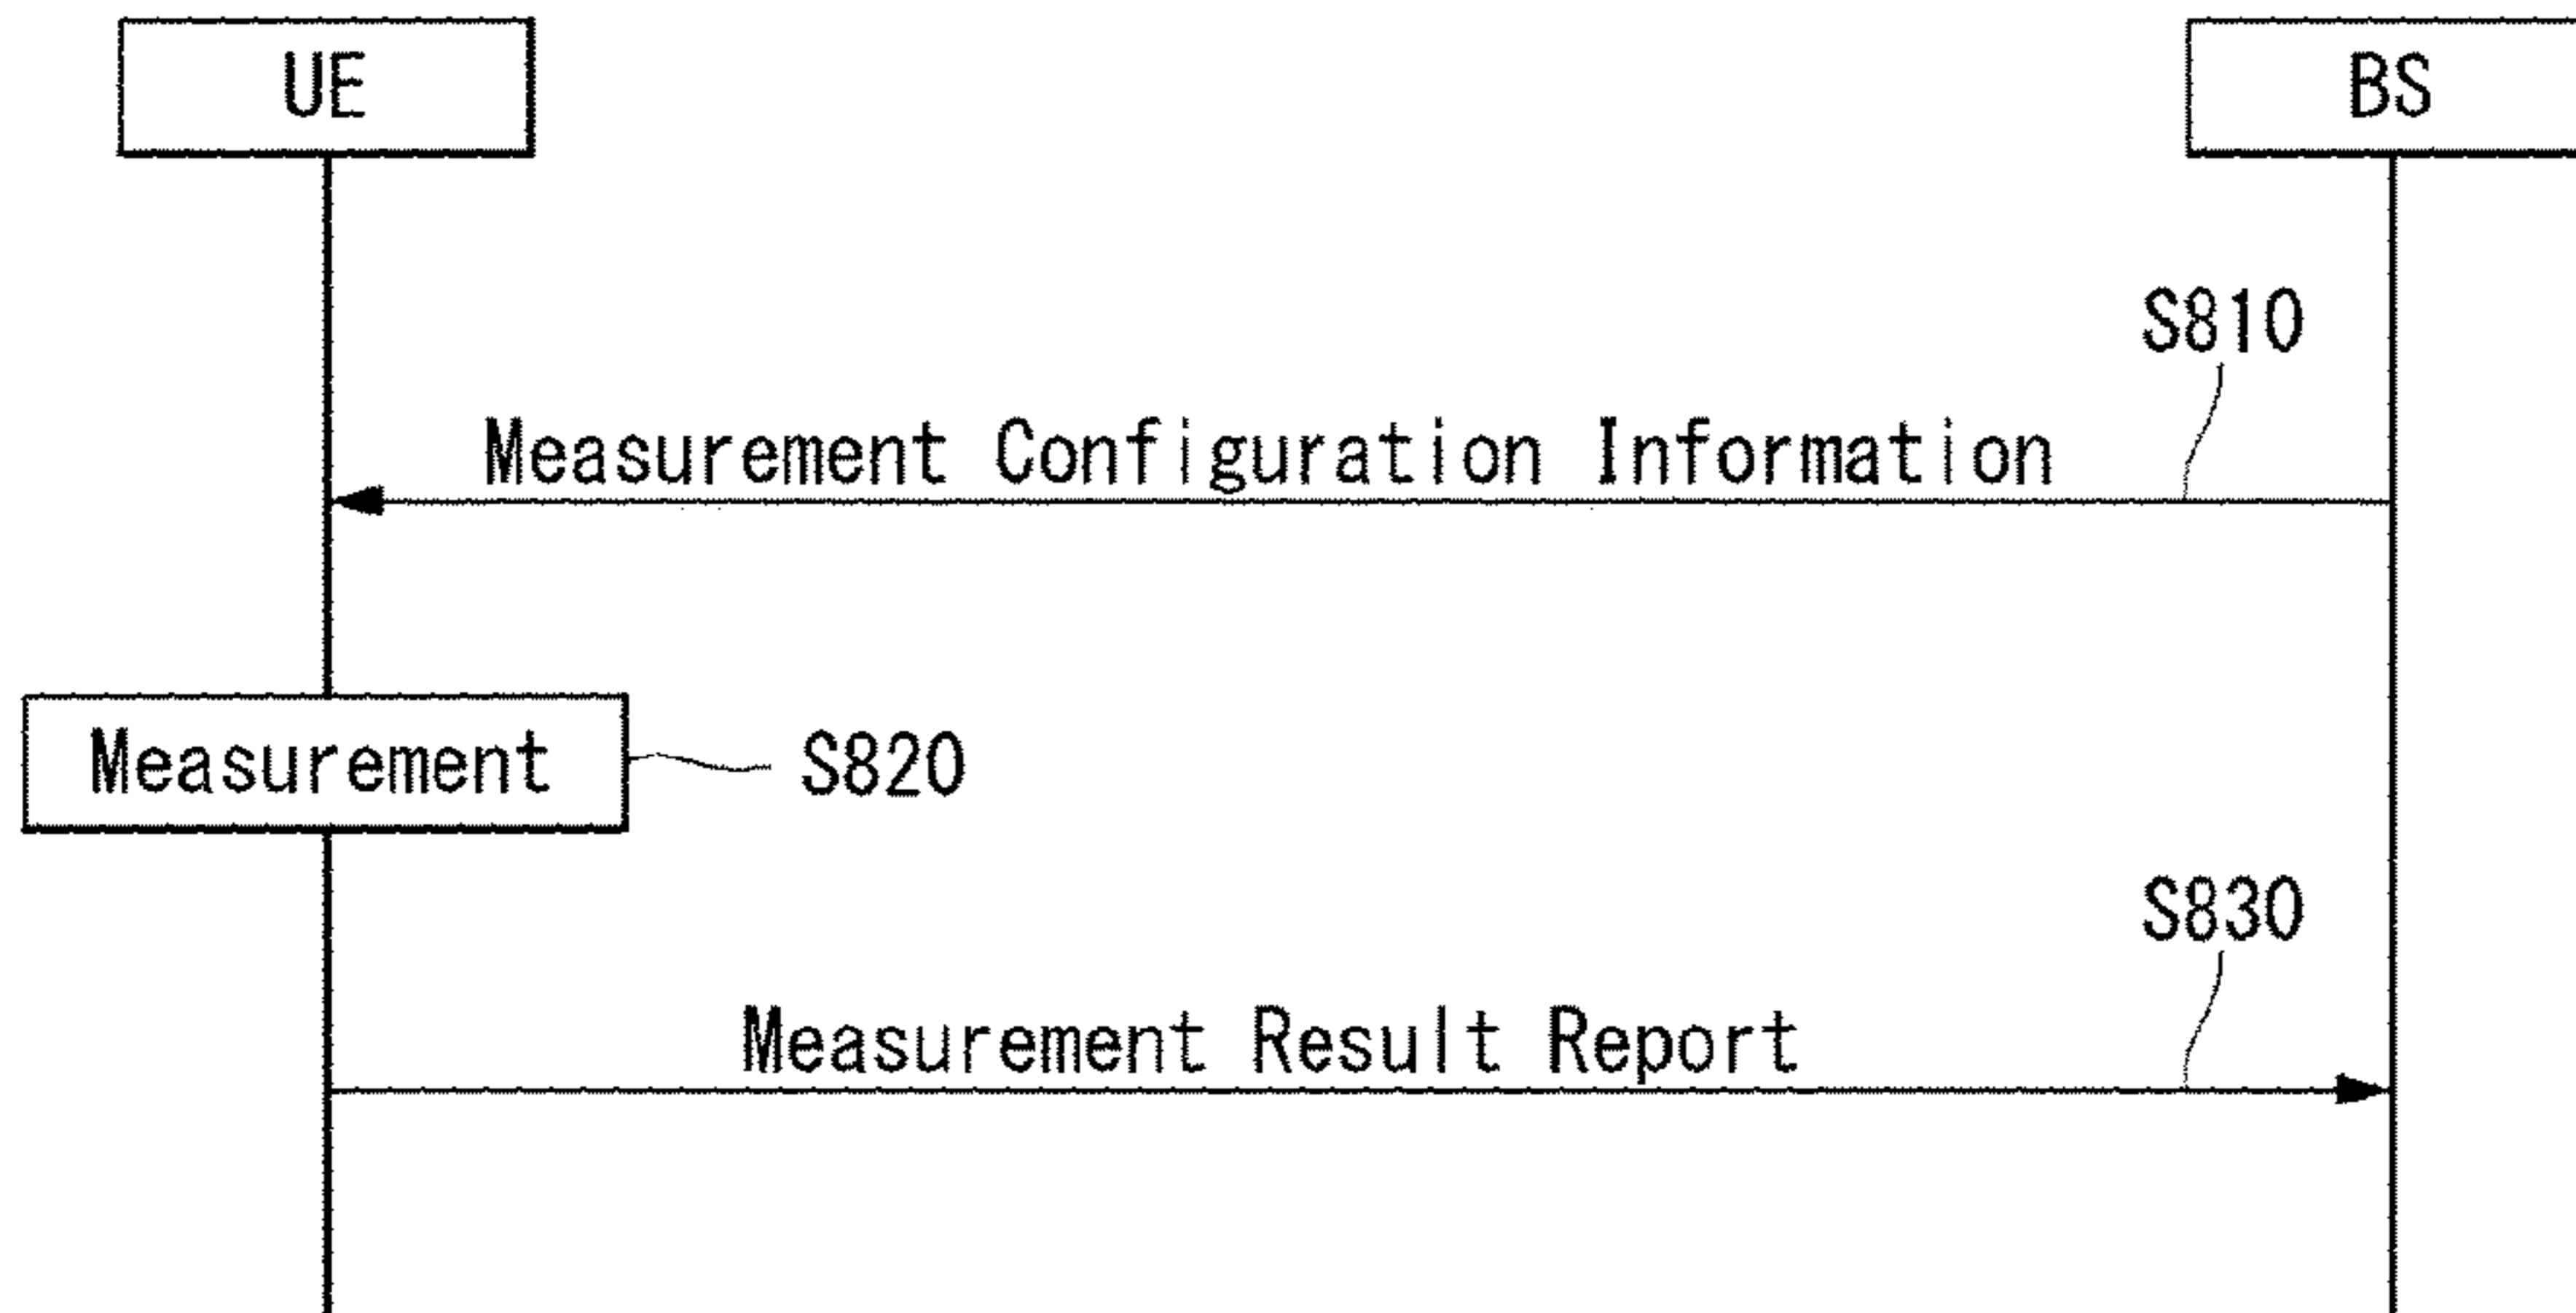 UE
BS
S810
Measurement Configuration Information
Measurement
S820
S830
Measurement Result Report